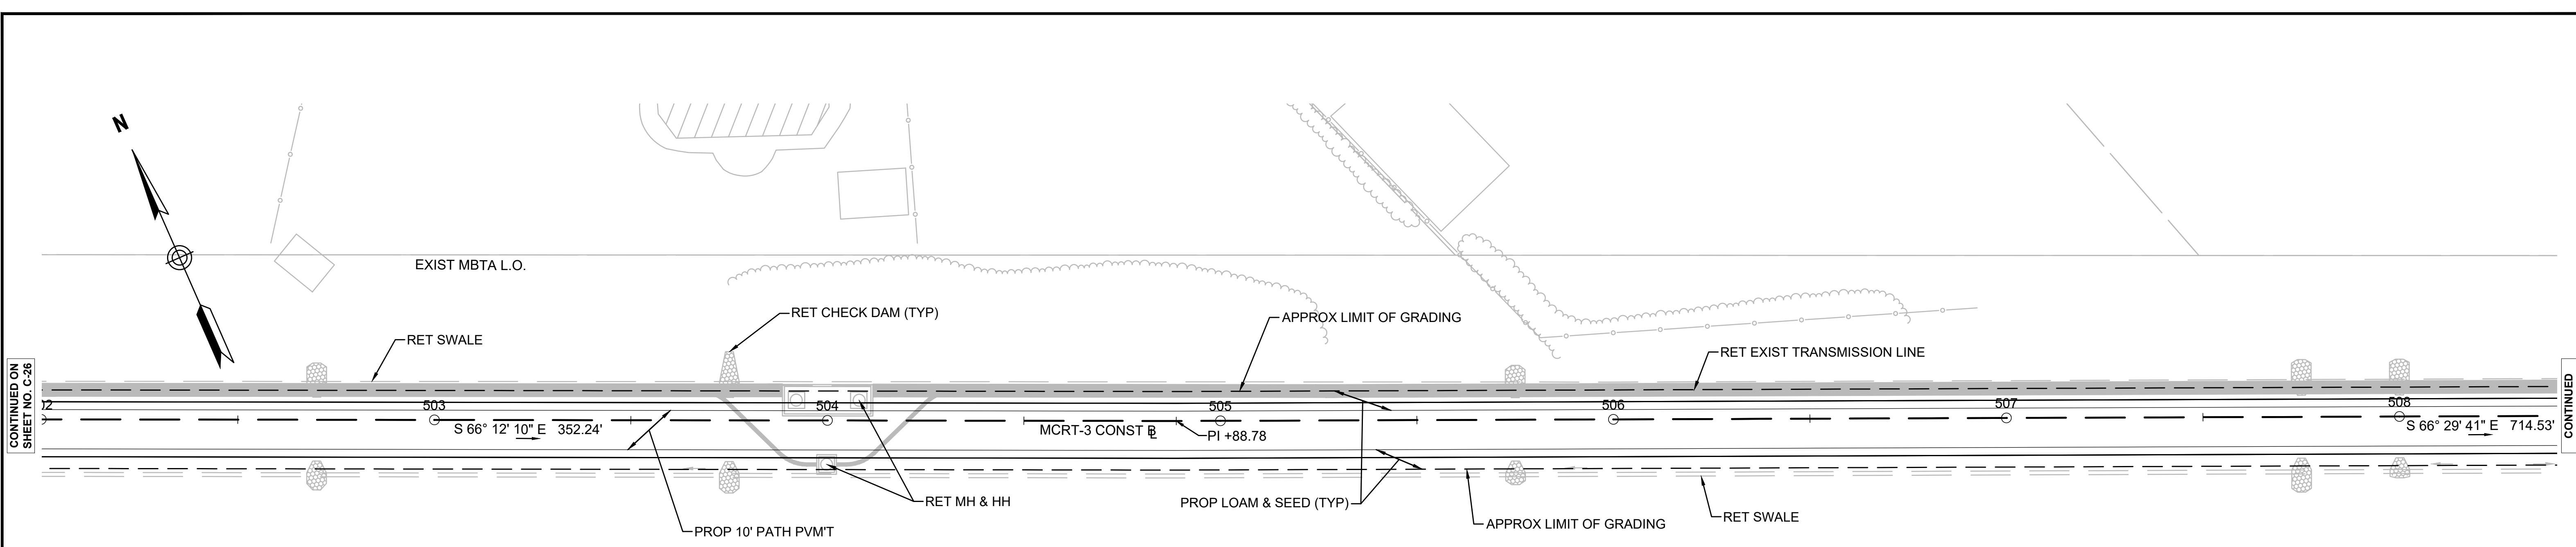 N
EXIST MBTA L.O.
RET CHECK DAM (TYP)
APPROX LIMIT OF GRADING
RET SWALE
RET EXIST TRANSMISSION LINE
CONTINUED ON
SHEET NO. C-26
CONTINUED
02
503
504
505
506
507
508
S 66° 12' 10" E 352.24'
MCRT-3 CONST BL
PI +88.78
S 66° 29' 41" E 714.53'
RET MH & HH
PROP LOAM & SEED (TYP)
APPROX LIMIT OF GRADING
RET SWALE
PROP 10' PATH PVM'T